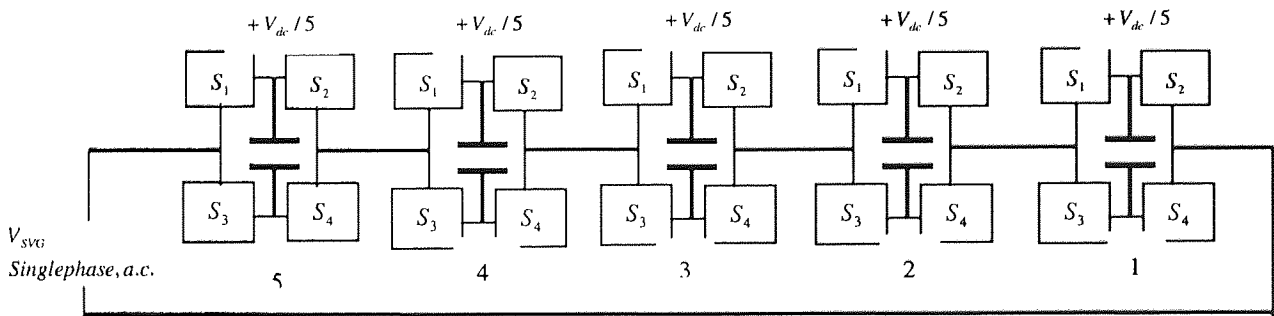 + V_dc / 5 + V_dc / 5 + V_dc / 5 + V_dc / 5 + V_dc / 5
S_1 S_2 S_1 S_2 S_1 S_2 S_1 S_2 S_1 S_2
S_3 S_4 S_3 S_4 S_3 S_4 S_3 S_4 S_3 S_4
V_SVG
Singlephase, a.c.
5 4 3 2 1